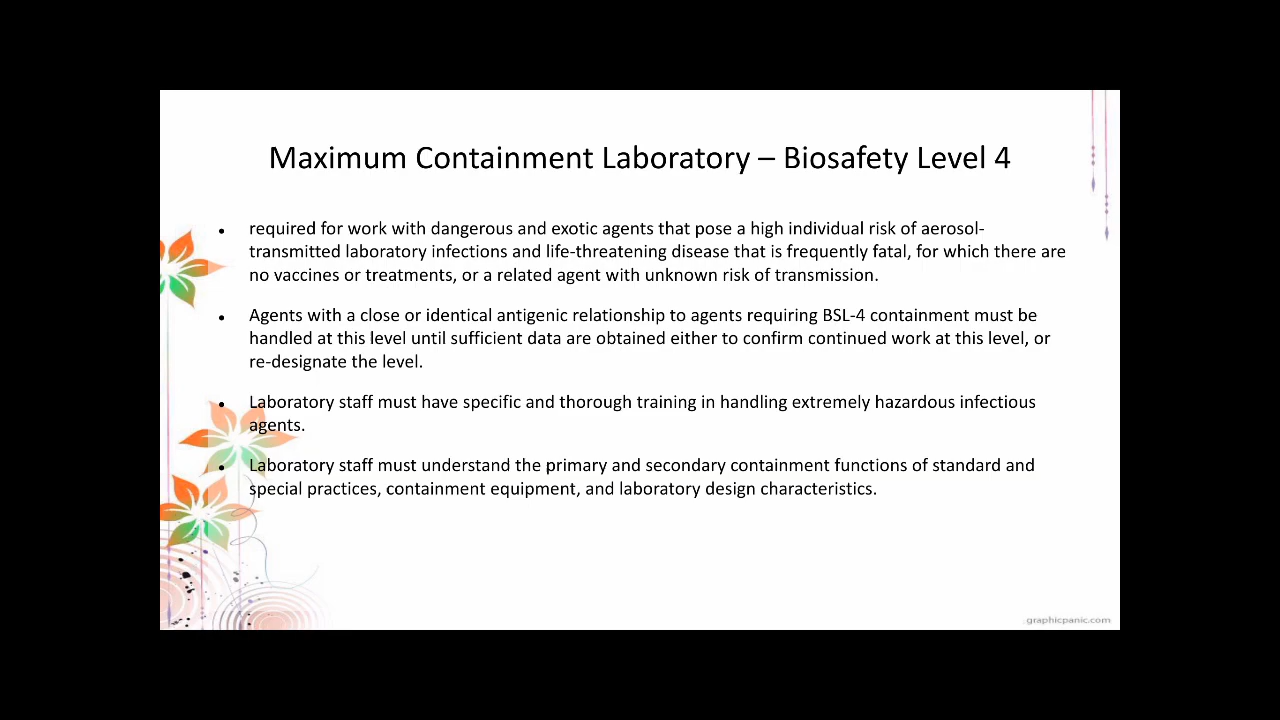 Maximum Containment Laboratory – Biosafety Level 4
• required for work with dangerous and exotic agents that pose a high individual risk of aerosol-
transmitted laboratory infections and life-threatening disease that is frequently fatal, for which there are
no vaccines or treatments, or a related agent with unknown risk of transmission.
• Agents with a close or identical antigenic relationship to agents requiring BSL-4 containment must be
handled at this level until sufficient data are obtained either to confirm continued work at this level, or
re-designate the level.
• Laboratory staff must have specific and thorough training in handling extremely hazardous infectious
agents.
• Laboratory staff must understand the primary and secondary containment functions of standard and
special practices, containment equipment, and laboratory design characteristics.
graphicpanic.com